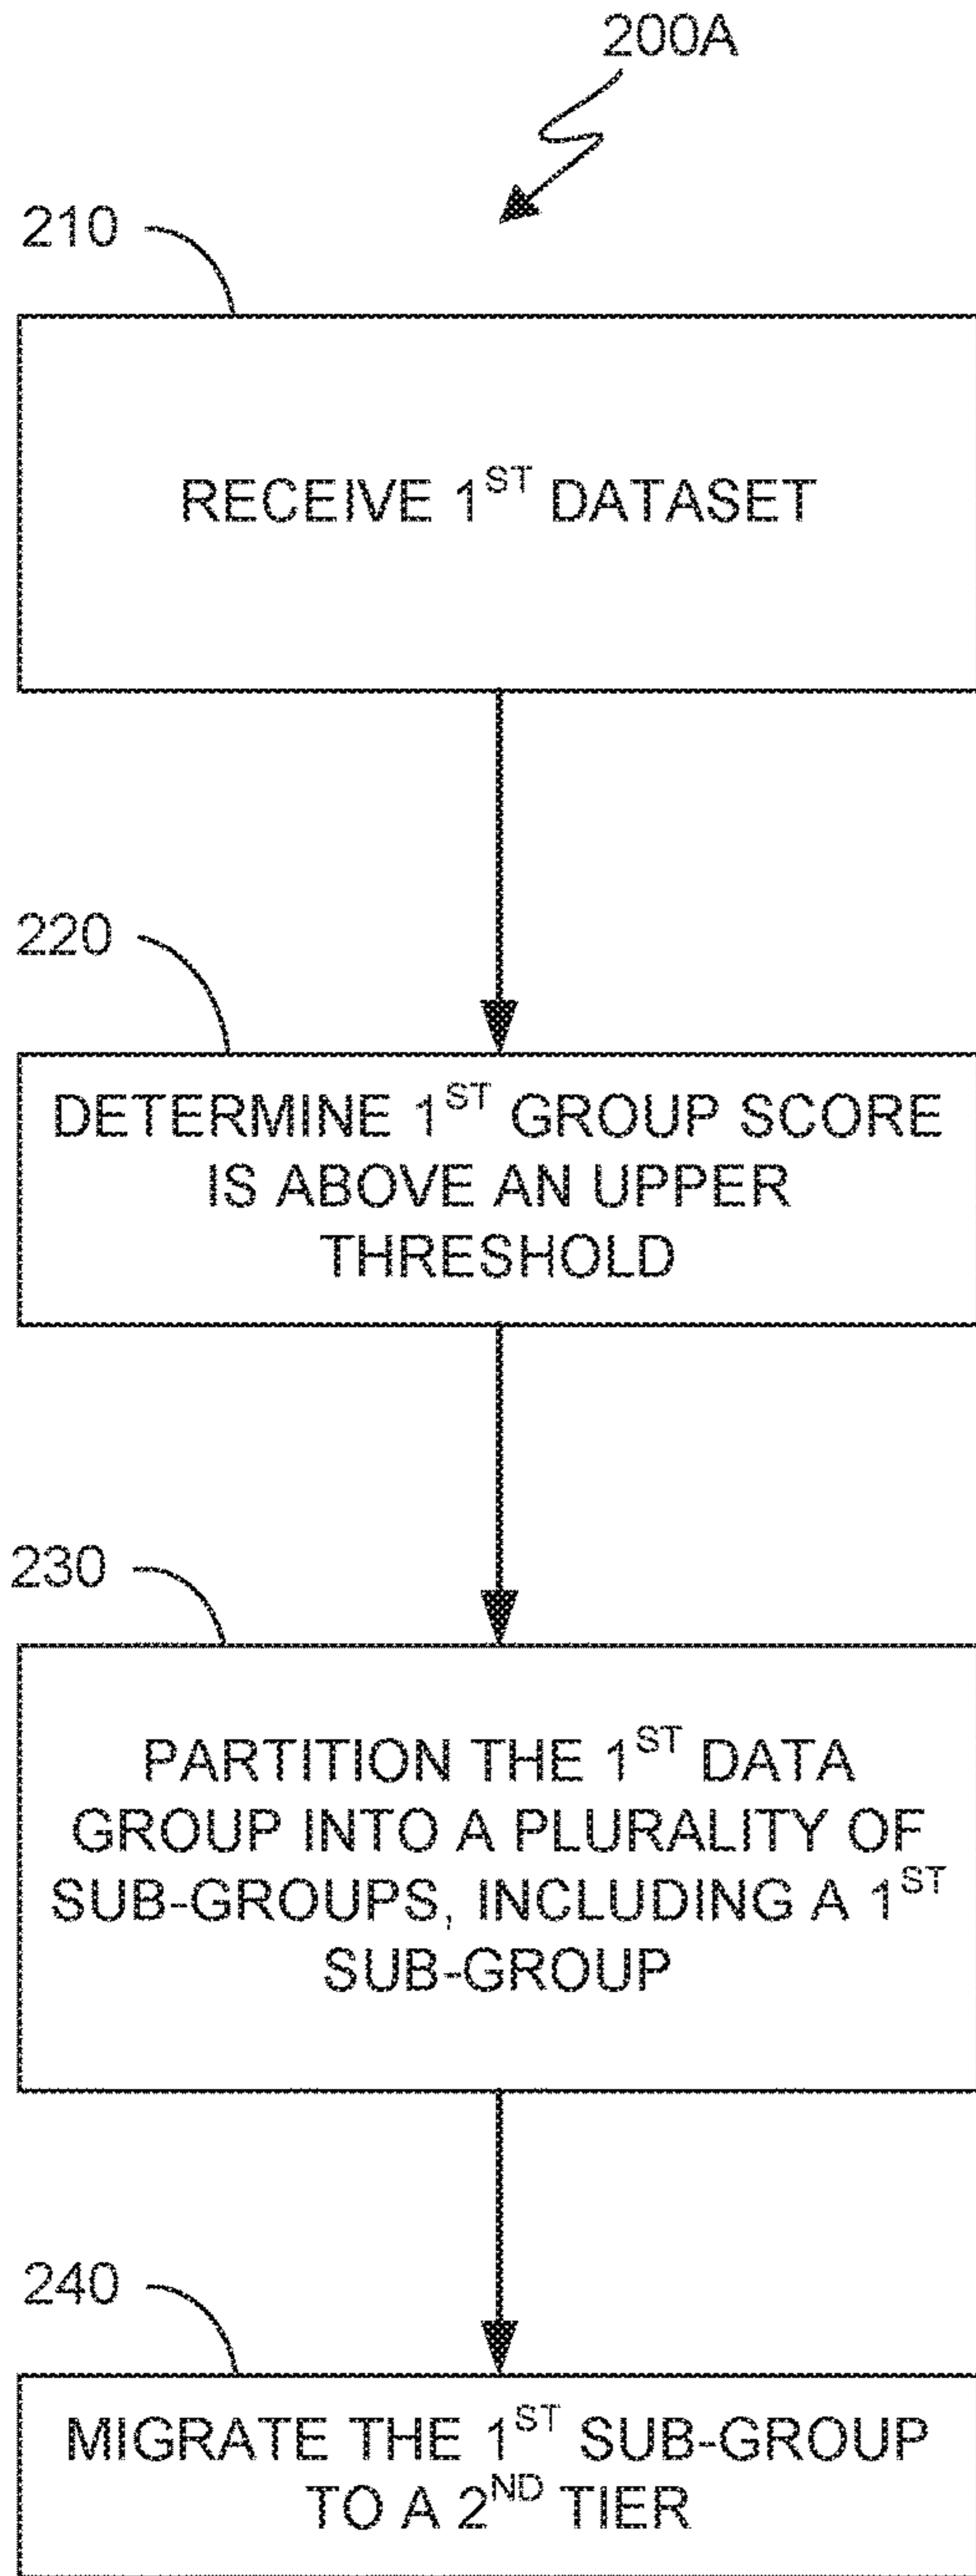 200A
210
RECEIVE 1ST DATASET
220
DETERMINE 1ST GROUP SCORE
IS ABOVE AN UPPER
THRESHOLD
230
PARTITION THE 1ST DATA
GROUP INTO A PLURALITY OF
SUB-GROUPS, INCLUDING A 1ST
SUB-GROUP
240
MIGRATE THE 1ST SUB-GROUP
TO A 2ND TIER